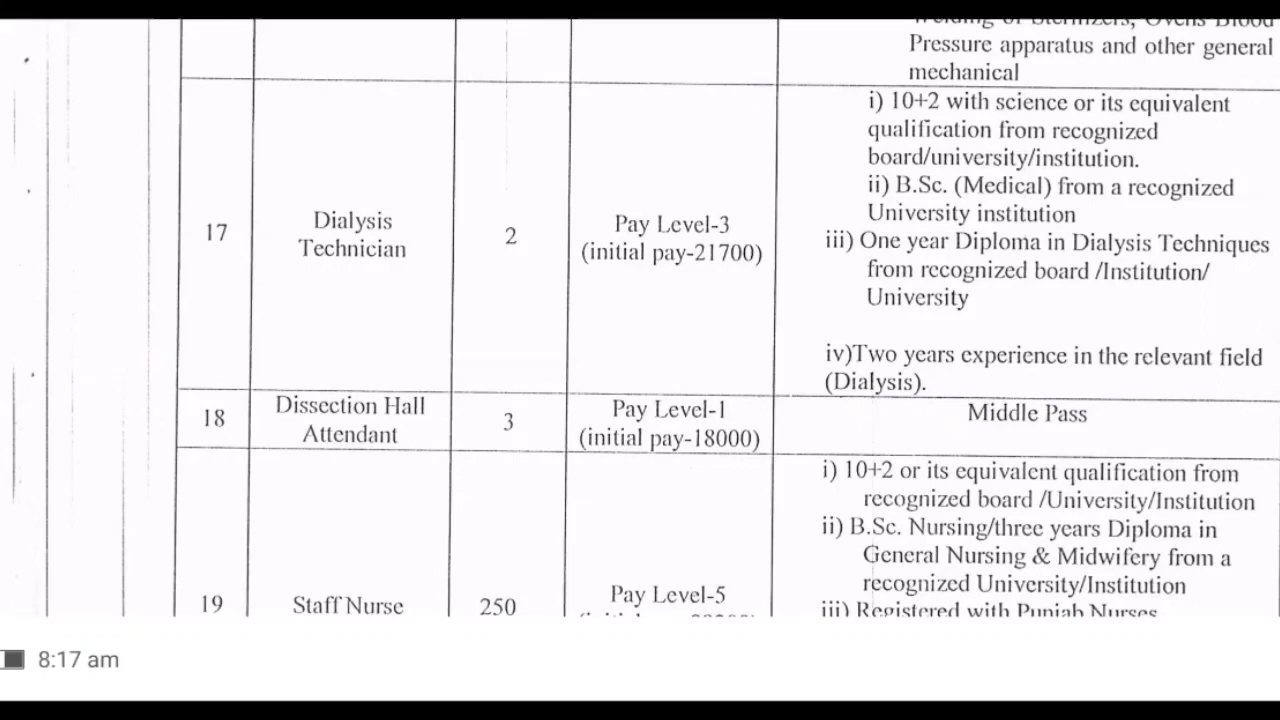 Pressure apparatus and other general
mechanical
17
Dialysis
Technician
2
Pay Level-3
(initial pay-21700)
i) 10+2 with science or its equivalent
qualification from recognized
board/university/institution.
ii) B.Sc. (Medical) from a recognized
University institution
iii) One year Diploma in Dialysis Techniques
from recognized board /Institution/
University
iv)Two years experience in the relevant field
(Dialysis).
18
Dissection Hall
Attendant
3
Pay Level-1
(initial pay-18000)
Middle Pass
19
Staff Nurse
250
Pay Level-5
i) 10+2 or its equivalent qualification from
recognized board /University/Institution
ii) B.Sc. Nursing/three years Diploma in
General Nursing & Midwifery from a
recognized University/Institution
iii) Registered with Punjab Nurses
8:17 am